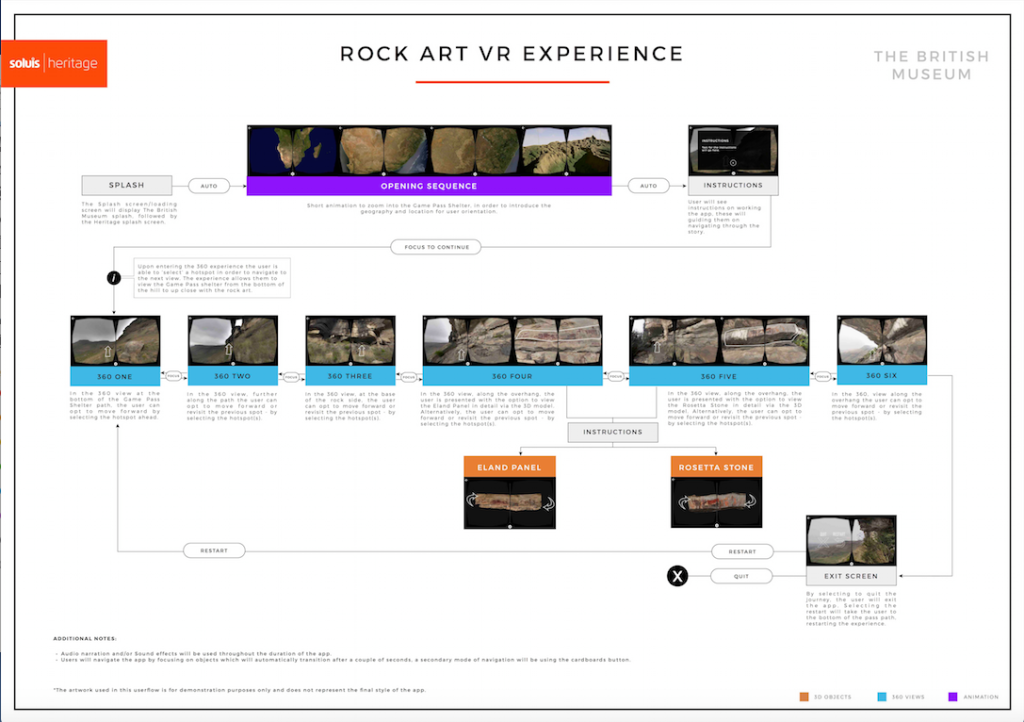 soluis | heritage
ROCK ART VR EXPERIENCE
THE BRITISH
MUSEUM
SPLASH
AUTO
OPENING SEQUENCE
AUTO
INSTRUCTIONS
INSTRUCTIONS
The Splash screen/loading
screen will display The British
Museum splash, followed by
the Heritage splash screen.
Short animation to zoom into the Game Pass Shelter, in order to introduce the
geography and location for user orientation.
User will see
instructions on working
the app, these will
guiding them on
navigating through the
story.
FOCUS TO CONTINUE
i
Upon entering the 360 experience the user is
able to 'select' a hotspot in order to navigate to
the next view. The experience allows them to
view the Game Pass shelter from the bottom of
the hill to up close with the rock art.
360 ONE
FOCUS
360 TWO
FOCUS
360 THREE
FOCUS
360 FOUR
FOCUS
360 FIVE
FOCUS
360 SIX
In the 360 view at the
bottom of the Game Pass
Shelter path, the user can
opt to move forward by
selecting the hotspot ahead.
In the 360 view, further
along the path the user can
opt to move forward or
revisit the previous spot - by
selecting the hotspot(s).
In the 360 view, at the base
of the rock side, the user
can opt to move forward or
revisit the previous spot - by
selecting the hotspot(s).
In the 360 view, along the overhang, the
user is presented with the option to view
the Eland Panel in detail via the 3D model.
Alternatively, the user can opt to move
forward or revisit the previous spot - by
selecting the hotspot(s).
In the 360 view, along the overhang, the
user is presented with the option to view
the Rosetta Stone in detail via the 3D
model. Alternatively, the user can opt to
move forward or revisit the previous spot -
by selecting the hotspot(s).
In the 360 view, along the
overhang the user can opt to
move forward or revisit the
previous spot - by selecting
the hotspot(s).
INSTRUCTIONS
ELAND PANEL
ROSETTA STONE
RESTART
RESTART
X
QUIT
EXIT SCREEN
By selecting to quit the
journey, the user will exit
the app. Selecting the
restart will take the user to
the bottom of the pass path,
restarting the experience.
ADDITIONAL NOTES:
- Audio narration and/or Sound effects will be used throughout the duration of the app.
- Users will navigate the app by focusing on objects which will automatically transition after a couple of seconds, a secondary mode of navigation will be using the cardboards button.
*The artwork used in this userflow is for demonstration purposes only and does not represent the final style of the app.
3D OBJECTS
360 VIEWS
ANIMATION